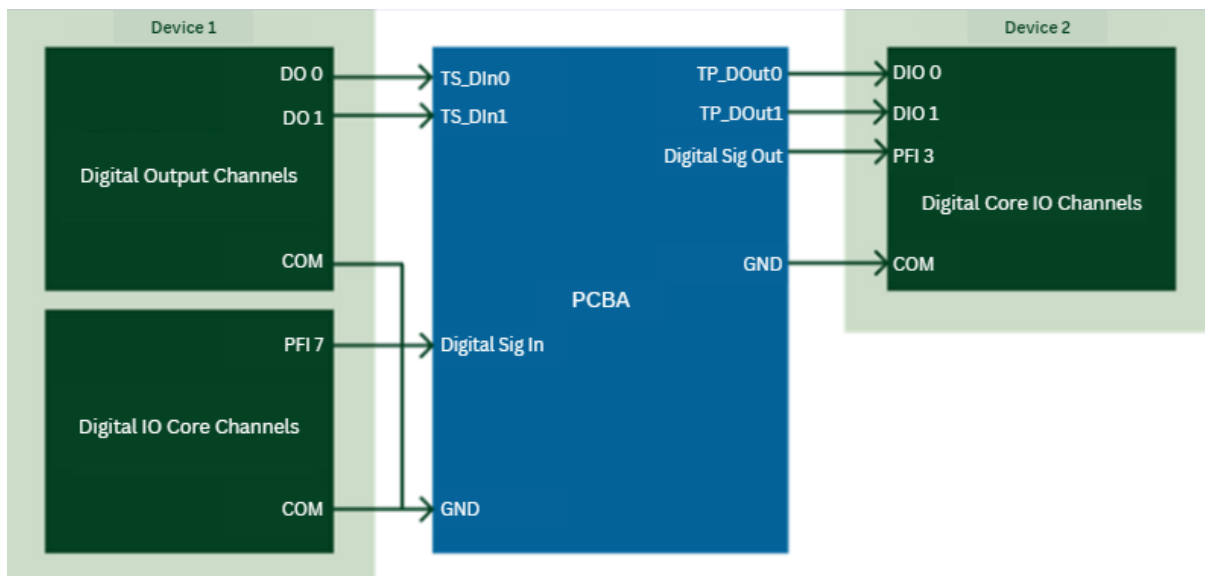 Device 1
DO 0
DO 1
Digital Output Channels
COM
PFI 7
Digital IO Core Channels
COM
TS_DIn0
TS_DIn1
Digital Sig In
GND
PCBA
TP_DOut0
TP_DOut1
Digital Sig Out
GND
Device 2
DIO 0
DIO 1
PFI 3
Digital Core IO Channels
COM